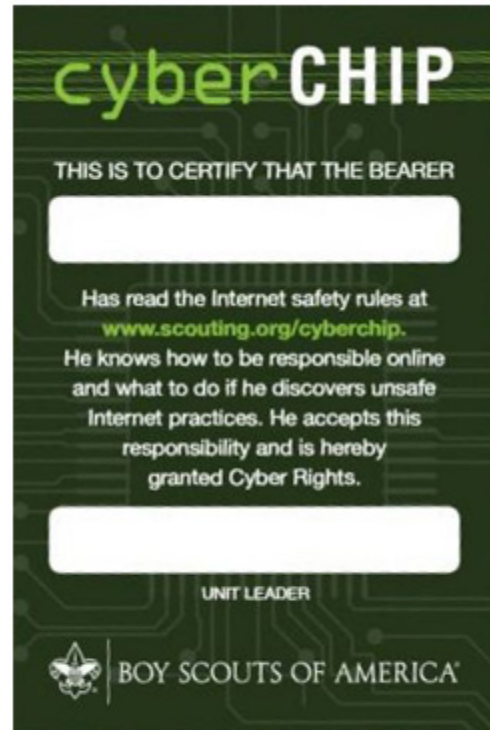 cyberCHIP
THIS IS TO CERTIFY THAT THE BEARER
Has read the Internet safety rules at
www.scouting.org/cyberchip.
He knows how to be responsible online
and what to do if he discovers unsafe
Internet practices. He accepts this
responsibility and is hereby
granted Cyber Rights.
UNIT LEADER
BOY SCOUTS OF AMERICA®